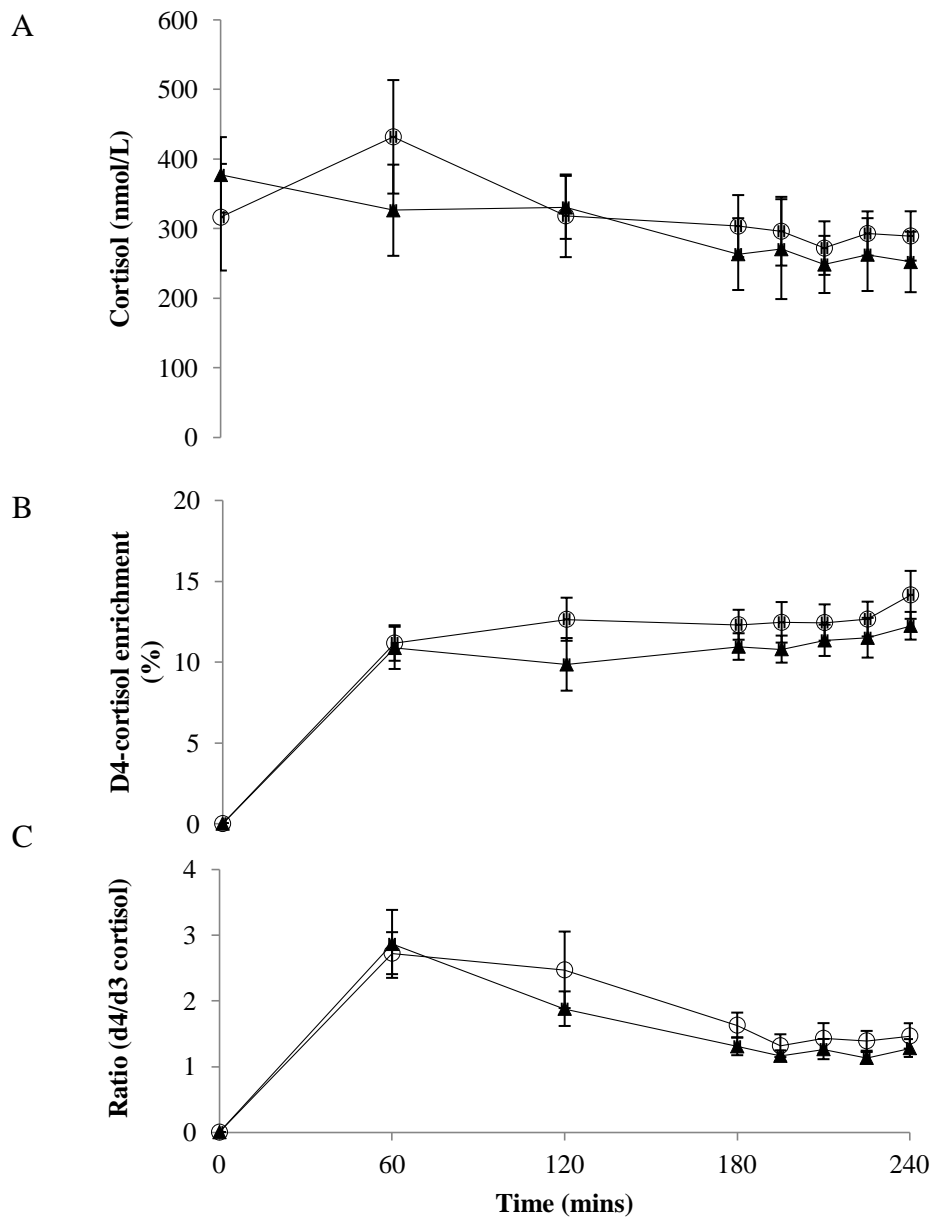 A
600
500
400
300
200
100
0
Cortisol (nmol/L)
B
20
15
10
5
0
D4-cortisol enrichment
(%)
C
4
3
2
1
0
Ratio (d4/d3 cortisol)
0 60 120 180 240
Time (mins)